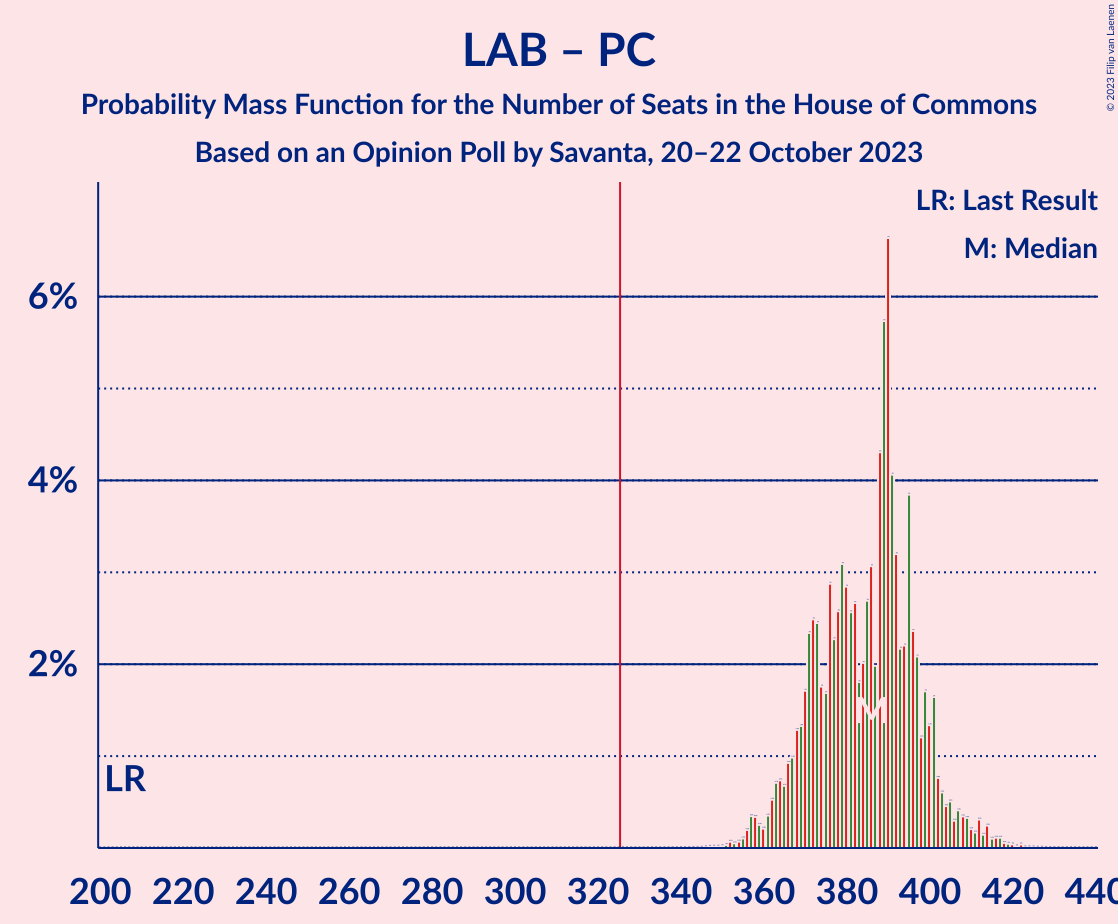 LAB – PC
Probability Mass Function for the Number of Seats in the House of Commons
Based on an Opinion Poll by Savanta, 20–22 October 2023
© 2023 Filip van Laenen
LR: Last Result
M: Median
6%
4%
2%
LR
200 220 240 260 280 300 320 340 360 380 400 420 440